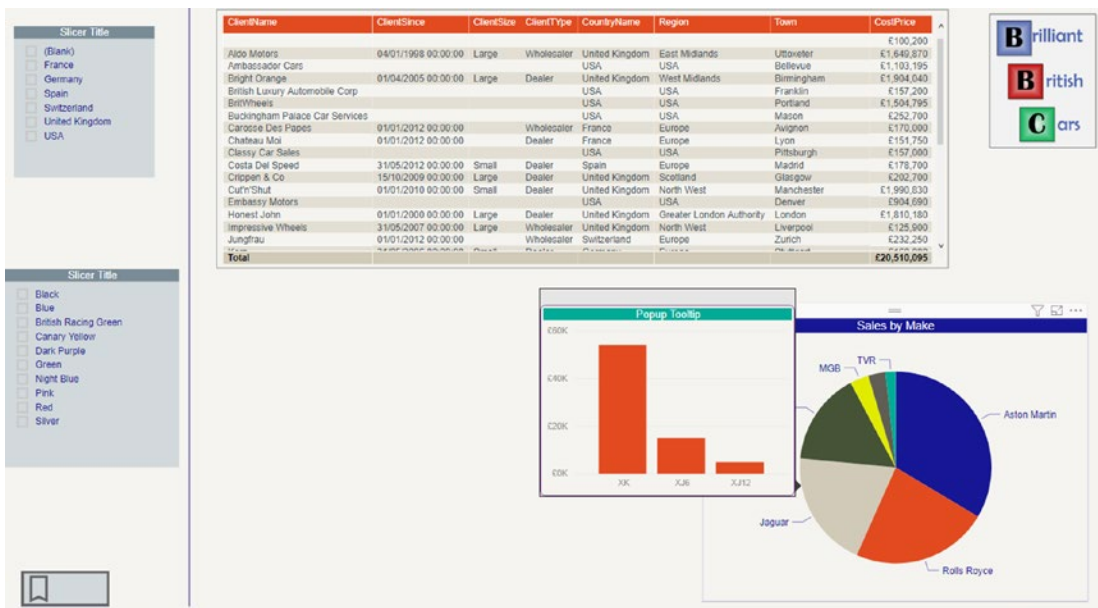 Slicer Title
(Blank)
France
Germany
Spain
Switzerland
United Kingdom
USA
ClientName ClientSince ClientSize ClientTYpe CountryName Region Town CostPrice
£100,200
Aldo Motors 04/01/1998 00:00:00 Large Wholesaler United Kingdom East Midlands Uttoxeter £1,649,870
Ambassador Cars USA USA Bellevue £1,103,195
Bright Orange 01/04/2005 00:00:00 Large Dealer United Kingdom West Midlands Birmingham £1,904,040
British Luxury Automobile Corp USA USA Franklin £157,200
BritWheels USA USA Portland £1,504,795
Buckingham Palace Car Services USA USA Mason £252,700
Carosse Des Papes 01/01/2012 00:00:00 Wholesaler France Europe Avignon £170,000
Chateau Moi 01/01/2012 00:00:00 Dealer France Europe Lyon £151,750
Classy Car Sales USA USA Pittsburgh £157,000
Costa Del Speed 31/05/2012 00:00:00 Small Dealer Spain Europe Madrid £178,700
Crippen & Co 15/10/2009 00:00:00 Large Dealer United Kingdom Scotland Glasgow £202,700
Cut'n'Shut 01/01/2010 00:00:00 Small Dealer United Kingdom North West Manchester £1,990,830
Embassy Motors USA USA Denver £904,690
Honest John 01/01/2000 00:00:00 Large Dealer United Kingdom Greater London Authority London £1,810,180
Impressive Wheels 31/05/2007 00:00:00 Large Wholesaler United Kingdom North West Liverpool £125,900
Jungfrau 01/01/2012 00:00:00 Wholesaler Switzerland Europe Zurich £232,250
Total £20,510,095
Brilliant
British
Cars
Slicer Title
Black
Blue
British Racing Green
Canary Yellow
Dark Purple
Green
Night Blue
Pink
Red
Silver
Popup Tooltip
£60K
£40K
£20K
£0K
XK XJ6 XJ12
Sales by Make
TVR
MGB
Aston Martin
Jaguar
Rolls Royce